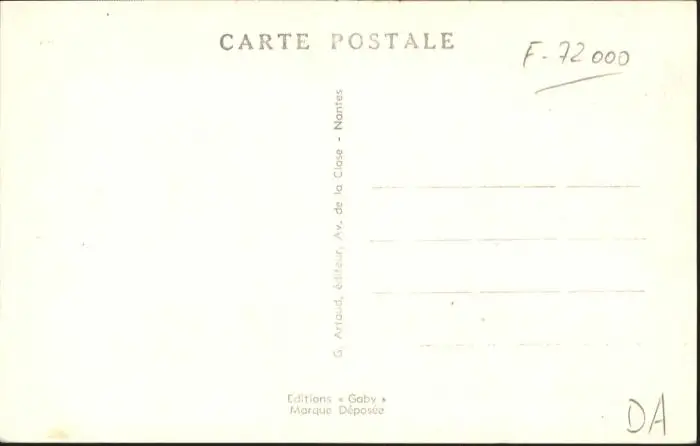 CARTE POSTALE
F-72000
G. Artaud, éditeur, Av. de la Close - Nantes
Editions « Gaby »
Marque Déposée
DA